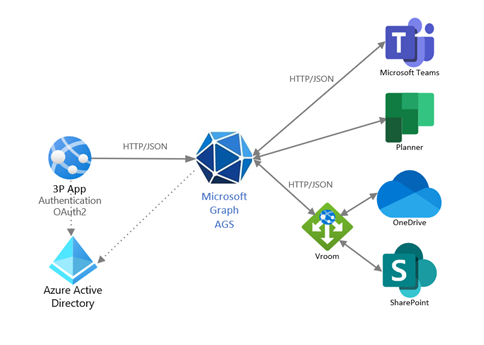 T
Microsoft Teams
HTTP/JSON
HTTP/JSON
Planner
3P App
Authentication
OAuth2
Microsoft
Graph
AGS
HTTP/JSON
OneDrive
Vroom
S
SharePoint
Azure Active
Directory